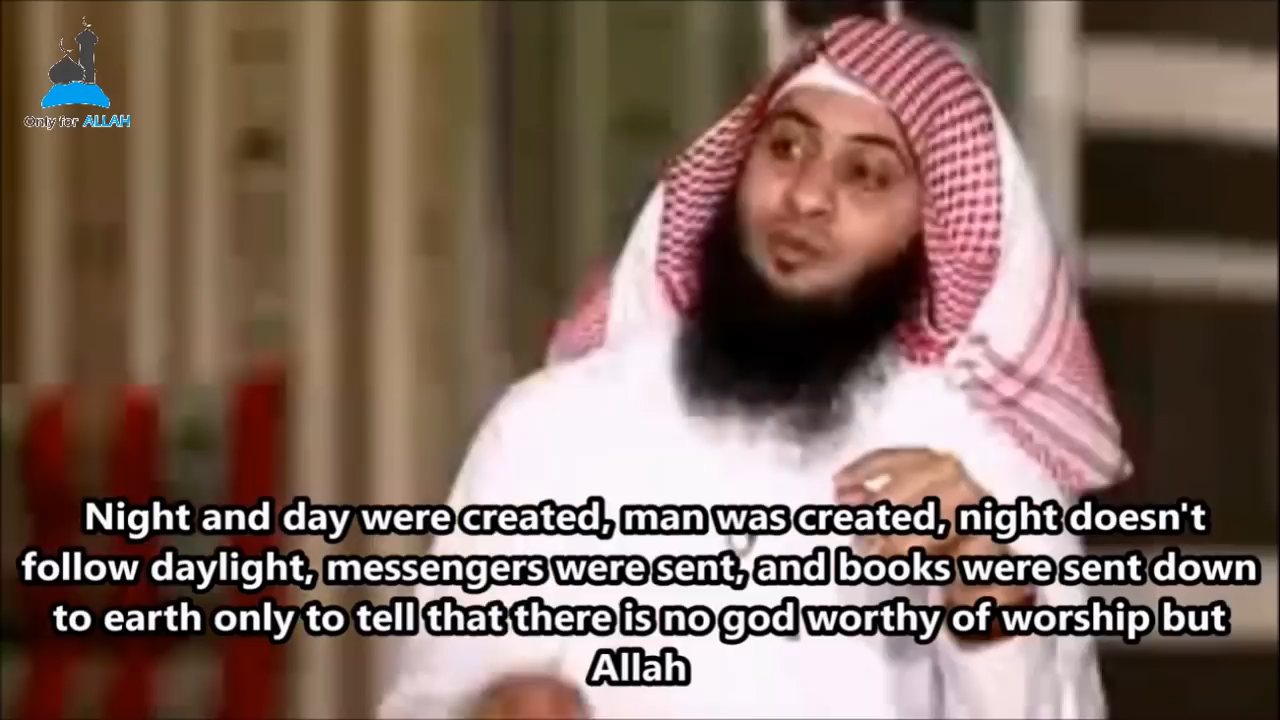 Only for ALLAH
Night and day were created, man was created, night doesn't
follow daylight, messengers were sent, and books were sent down
to earth only to tell that there is no god worthy of worship but
Allah